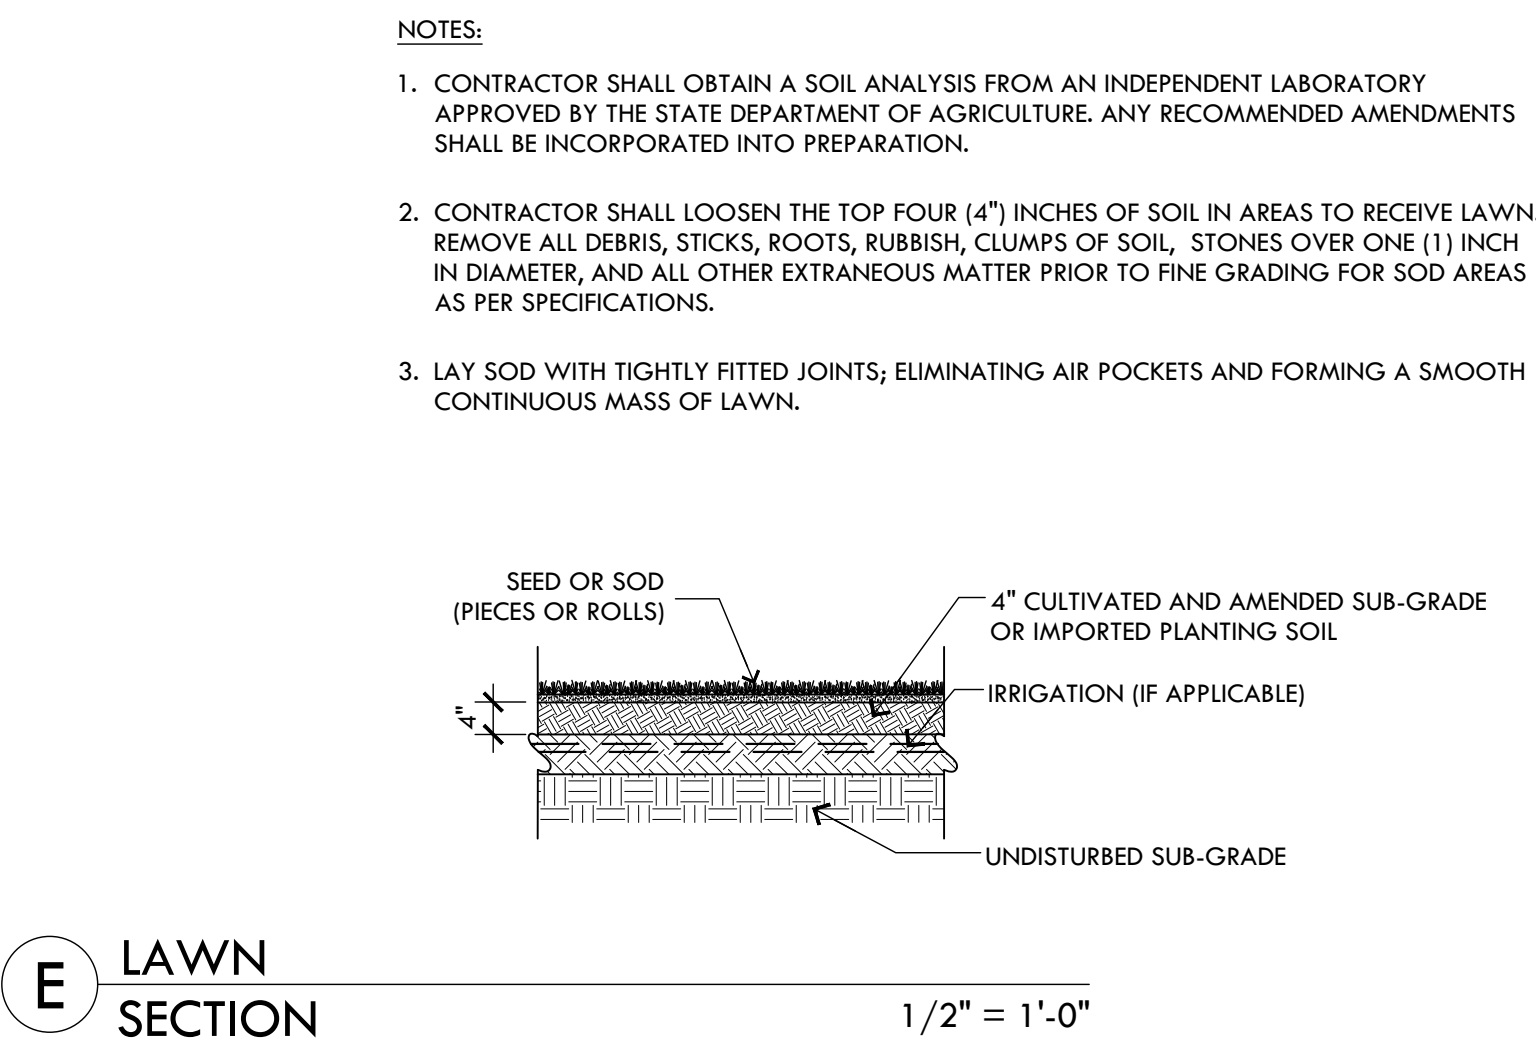 NOTES:
1. CONTRACTOR SHALL OBTAIN A SOIL ANALYSIS FROM AN INDEPENDENT LABORATORY
APPROVED BY THE STATE DEPARTMENT OF AGRICULTURE. ANY RECOMMENDED AMENDMENTS
SHALL BE INCORPORATED INTO PREPARATION.
2. CONTRACTOR SHALL LOOSEN THE TOP FOUR (4") INCHES OF SOIL IN AREAS TO RECEIVE LAWN.
REMOVE ALL DEBRIS, STICKS, ROOTS, RUBBISH, CLUMPS OF SOIL, STONES OVER ONE (1) INCH
IN DIAMETER, AND ALL OTHER EXTRANEOUS MATTER PRIOR TO FINE GRADING FOR SOD AREAS
AS PER SPECIFICATIONS.
3. LAY SOD WITH TIGHTLY FITTED JOINTS; ELIMINATING AIR POCKETS AND FORMING A SMOOTH
CONTINUOUS MASS OF LAWN.
SEED OR SOD
(PIECES OR ROLLS)
4" CULTIVATED AND AMENDED SUB-GRADE
OR IMPORTED PLANTING SOIL
IRRIGATION (IF APPLICABLE)
4"
UNDISTURBED SUB-GRADE
E
LAWN
SECTION
1/2" = 1'-0"